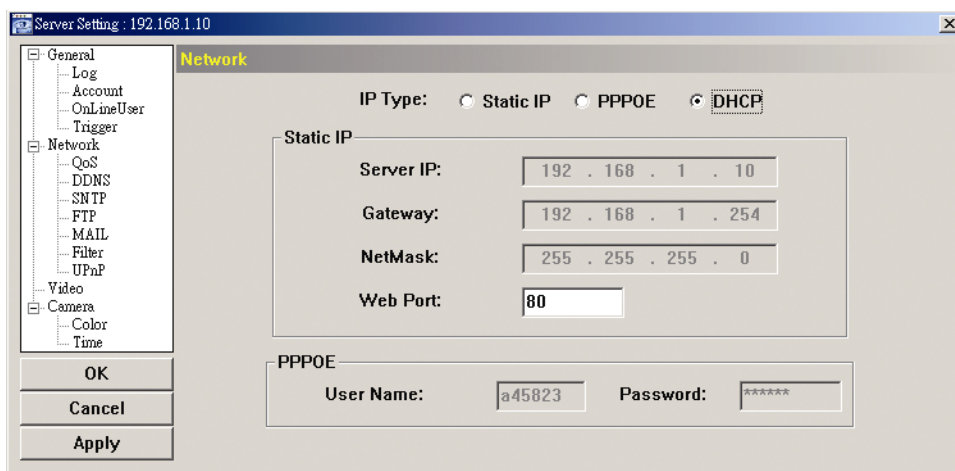 Server Setting : 192.168.1.10
General
Log
Account
OnLineUser
Trigger
Network
QoS
DDNS
SNTP
FTP
MAIL
Filter
UPnP
Video
Camera
Color
Time
OK
Cancel
Apply
Network
IP Type: Static IP PPPOE DHCP
Static IP
Server IP: 192 . 168 . 1 . 10
Gateway: 192 . 168 . 1 . 254
NetMask: 255 . 255 . 255 . 0
Web Port: 80
PPPOE
User Name: a45823 Password: ******